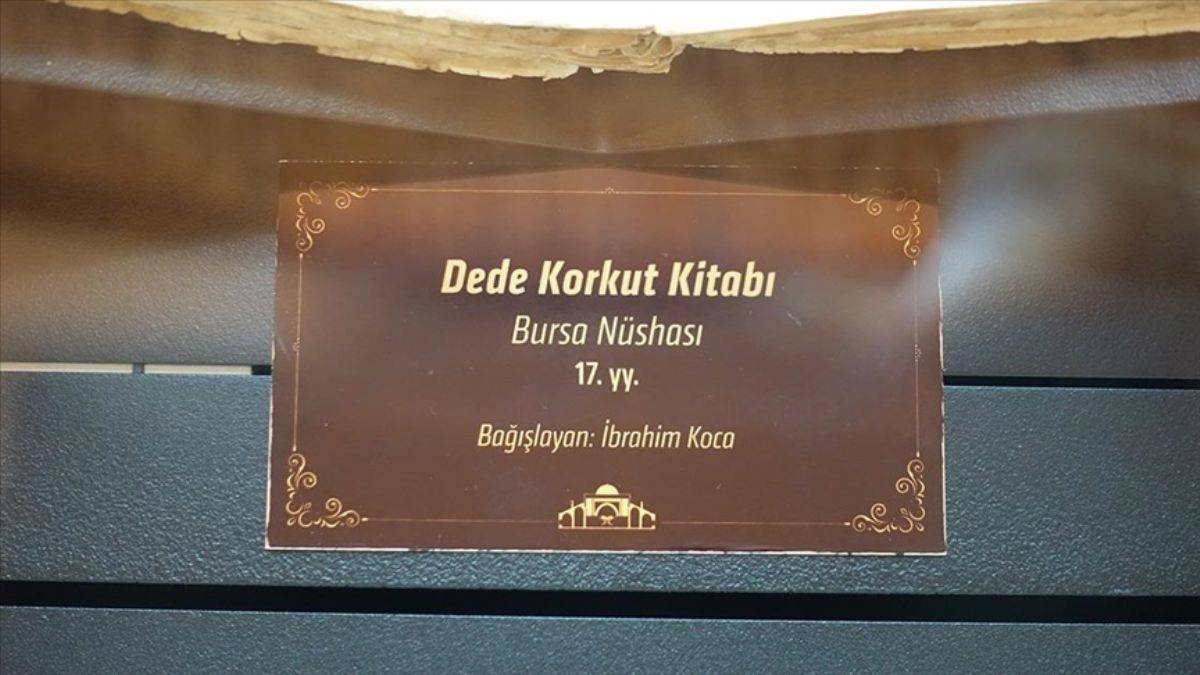 Dede Korkut Kitabı
Bursa Nüshası
17. yy.
Bağışlayan: İbrahim Koca